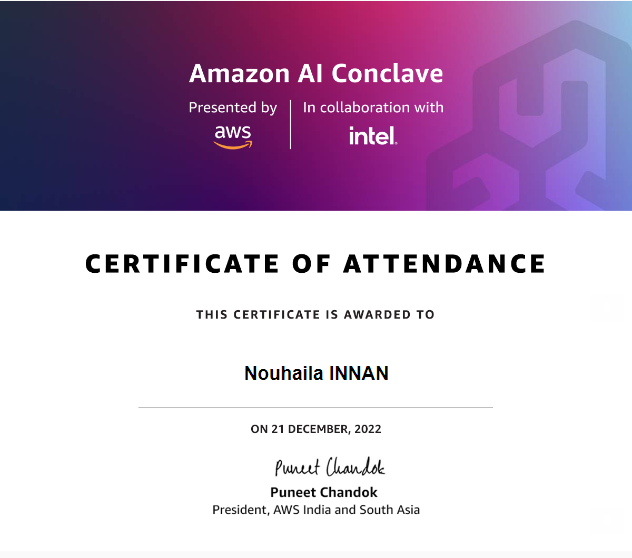 Amazon AI Conclave
Presented by
aws
In collaboration with
intel.
CERTIFICATE OF ATTENDANCE
THIS CERTIFICATE IS AWARDED TO
Nouhaila INNAN
ON 21 DECEMBER, 2022
Puneet Chandok
Puneet Chandok
President, AWS India and South Asia